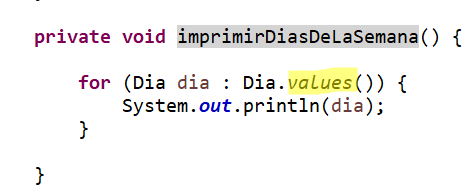 private void imprimirDiasDeLaSemana() {
for (Dia dia : Dia.values()) {
System.out.println(dia);
}
}